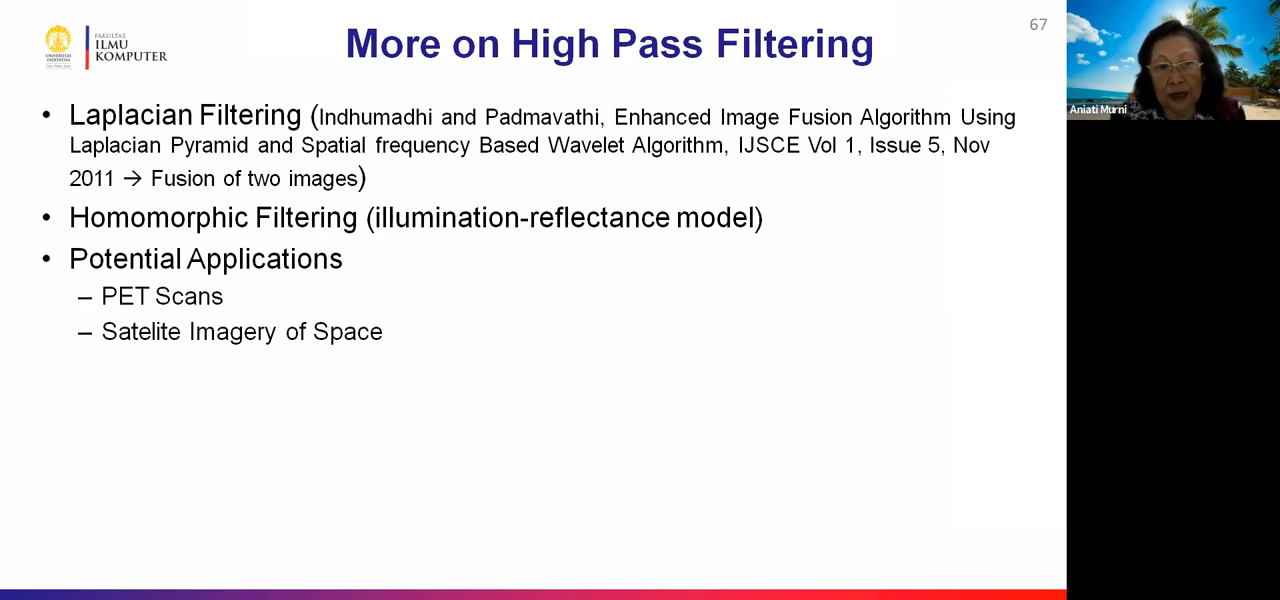 67
FAKULTAS
ILMU
KOMPUTER
UNIVERSITAS
INDONESIA
More on High Pass Filtering
• Laplacian Filtering (Indhumadhi and Padmavathi, Enhanced Image Fusion Algorithm Using
Laplacian Pyramid and Spatial frequency Based Wavelet Algorithm, IJSCE Vol 1, Issue 5, Nov
2011 → Fusion of two images)
• Homomorphic Filtering (illumination-reflectance model)
• Potential Applications
– PET Scans
– Satelite Imagery of Space
Aniati Murni